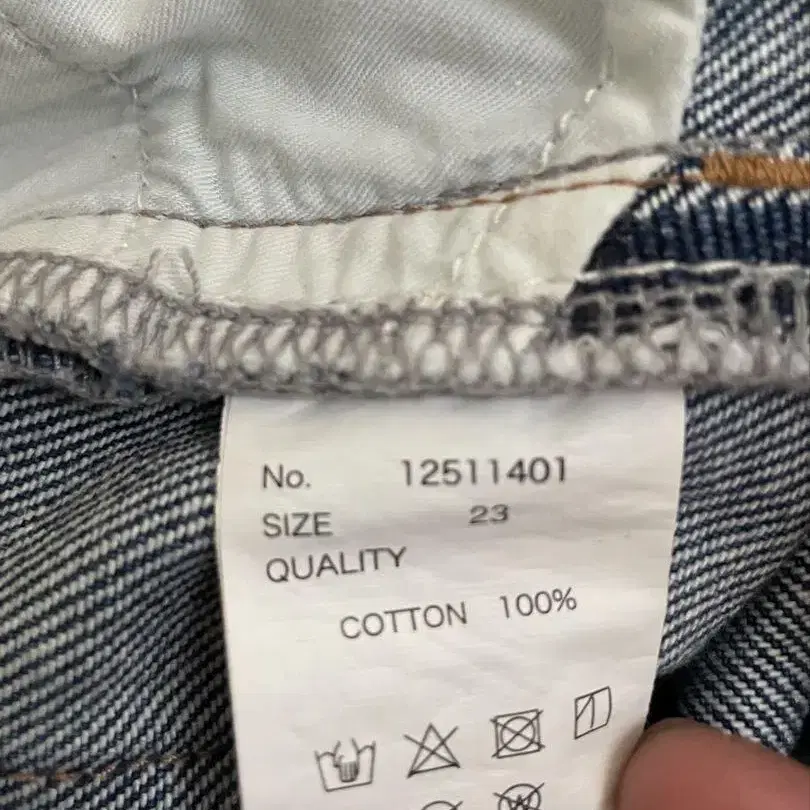 No. 12511401
SIZE 23
QUALITY
COTTON 100%